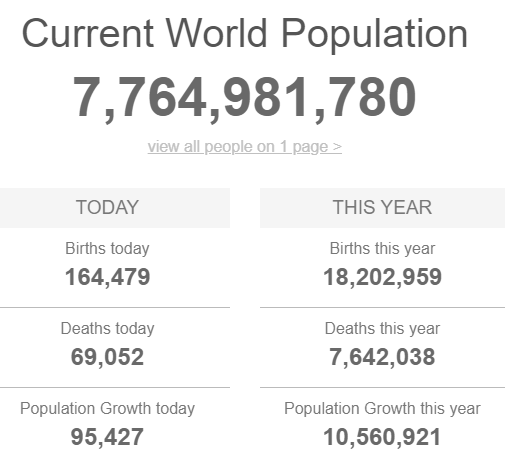 Current World Population
7,764,981,780
view all people on 1 page >
TODAY
Births today
164,479
Deaths today
69,052
Population Growth today
95,427
THIS YEAR
Births this year
18,202,959
Deaths this year
7,642,038
Population Growth this year
10,560,921